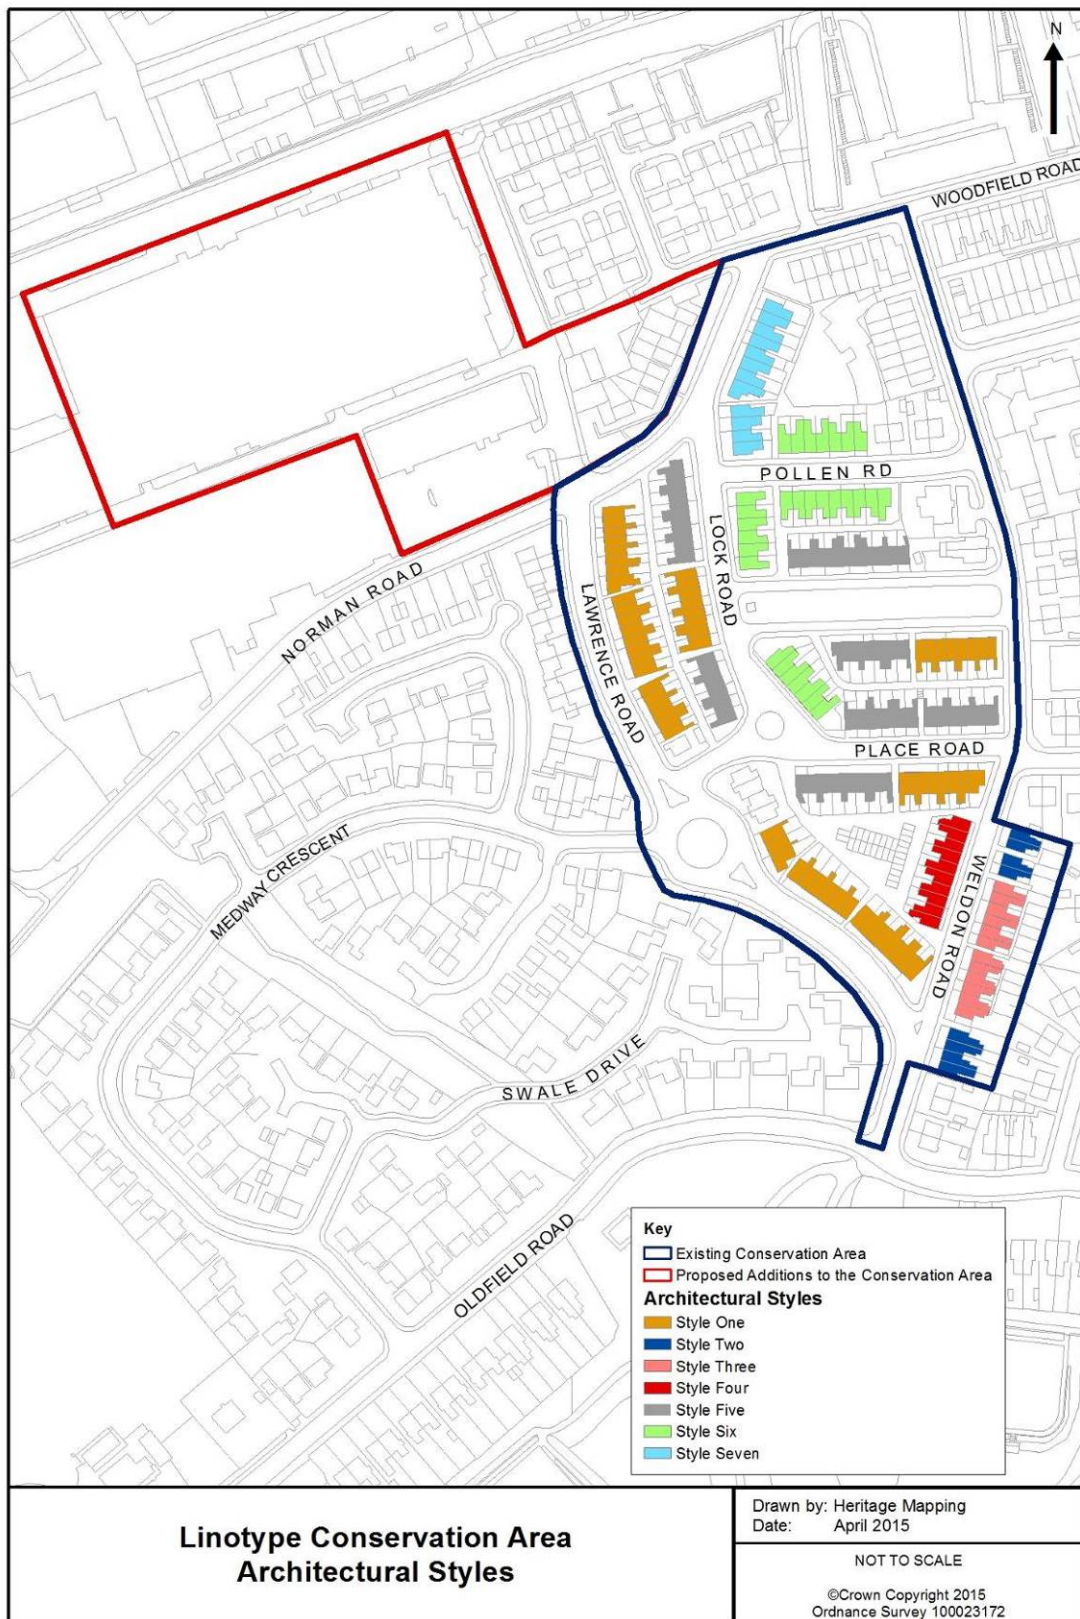 N
WOODFIELD ROAD
POLLEN RD
LOCK ROAD
NORMAN ROAD
LAWRENCE ROAD
PLACE ROAD
MEDWAY CRESCENT
WELDON ROAD
SWALE DRIVE
OLDFIELD ROAD
Key
Existing Conservation Area
Proposed Additions to the Conservation Area
Architectural Styles
Style One
Style Two
Style Three
Style Four
Style Five
Style Six
Style Seven
Linotype Conservation Area
Architectural Styles
Drawn by: Heritage Mapping
Date: April 2015
NOT TO SCALE
©Crown Copyright 2015
Ordnance Survey 100023172